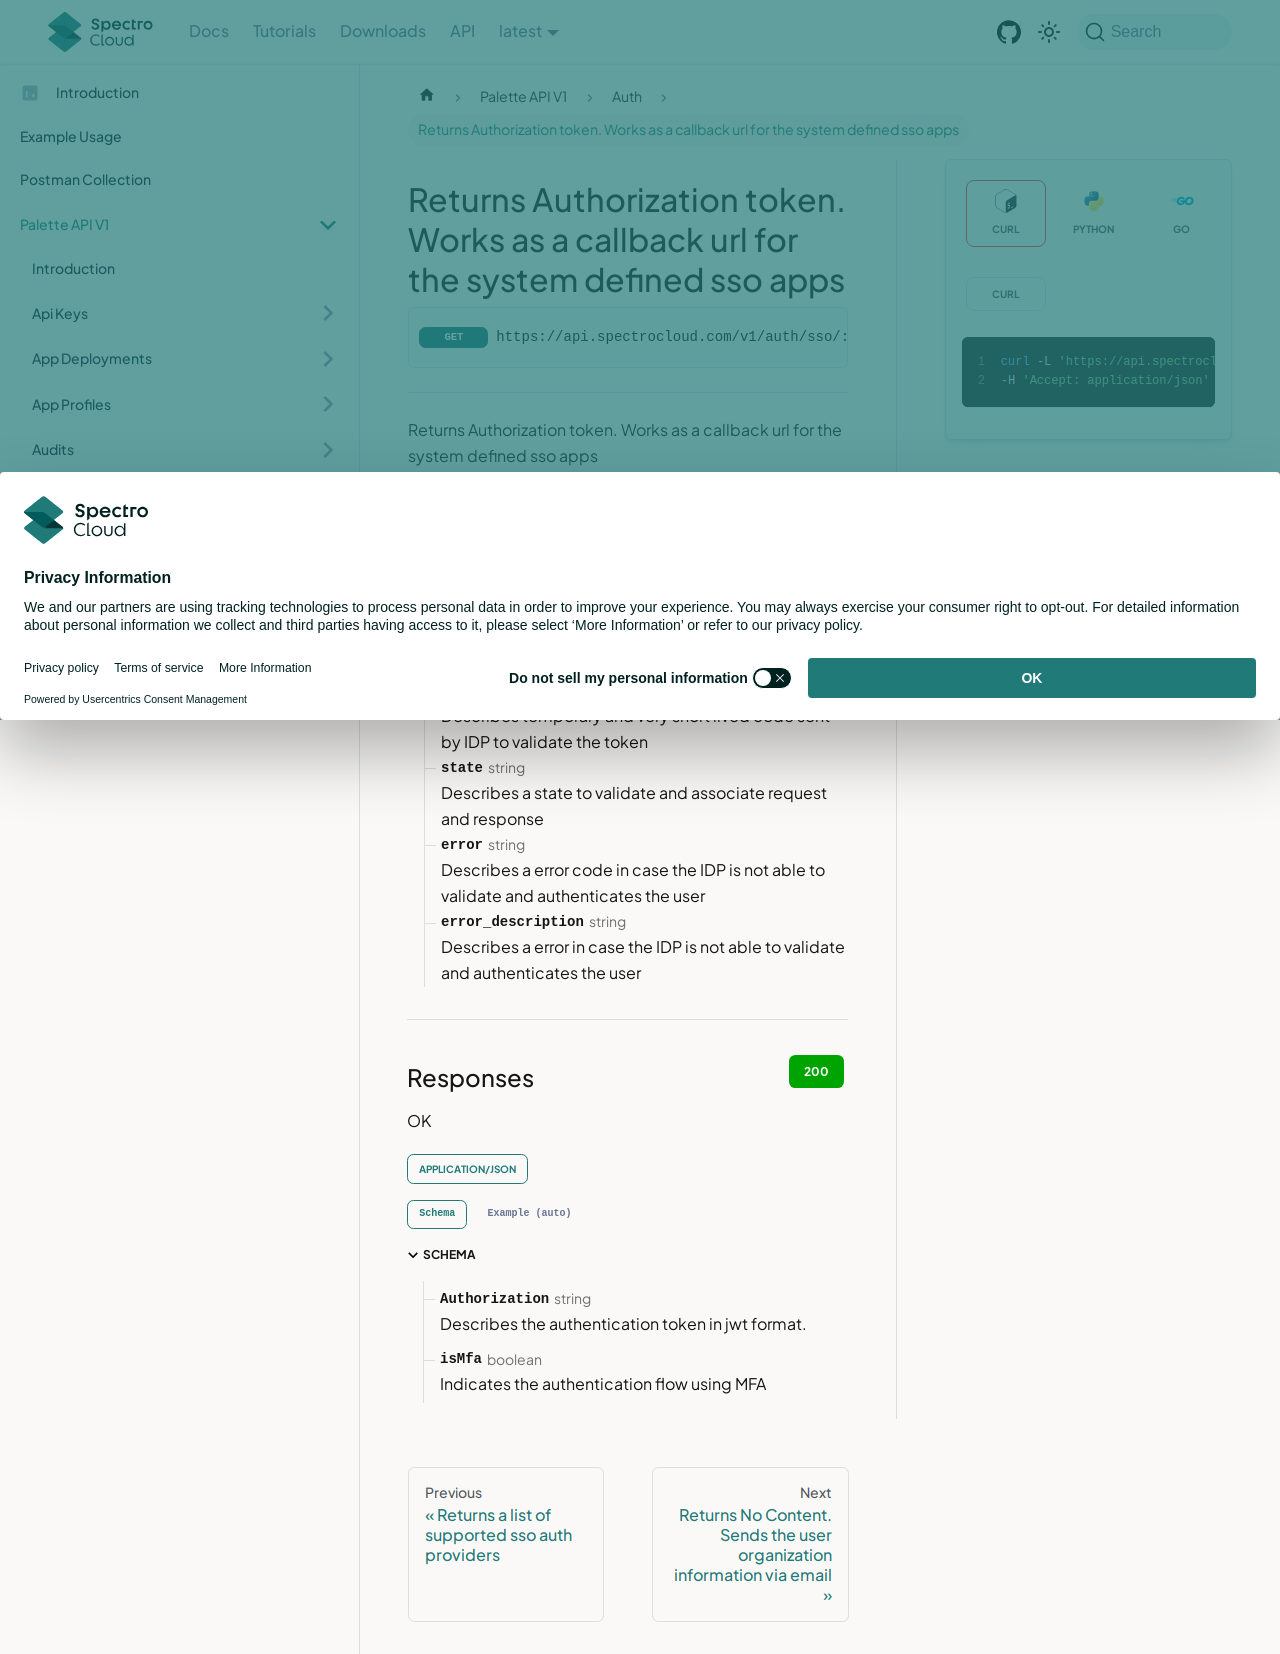 Spectro Cloud
Docs Tutorials Downloads API latest
Search
Introduction
Example Usage
Postman Collection
Palette API V1
Introduction
Api Keys
App Deployments
App Profiles
Audits
Palette API V1 Auth
Returns Authorization token. Works as a callback url for the system defined sso apps
Returns Authorization token.
Works as a callback url for
the system defined sso apps
GET https://api.spectrocloud.com/v1/auth/sso/:
Returns Authorization token. Works as a callback url for the
system defined sso apps
CURL PYTHON GO
CURL
1 curl -L 'https://api.spectrocl
2 -H 'Accept: application/json'
Spectro
Cloud
Privacy Information
We and our partners are using tracking technologies to process personal data in order to improve your experience. You may always exercise your consumer right to opt-out. For detailed information
about personal information we collect and third parties having access to it, please select ‘More Information’ or refer to our privacy policy.
Privacy policy Terms of service More Information
Powered by Usercentrics Consent Management
Do not sell my personal information
OK
Describes temporary and very short lived code sent
by IDP to validate the token
state string
Describes a state to validate and associate request
and response
error string
Describes a error code in case the IDP is not able to
validate and authenticates the user
error_description string
Describes a error in case the IDP is not able to validate
and authenticates the user
Responses
200
OK
APPLICATION/JSON
Schema Example (auto)
SCHEMA
Authorization string
Describes the authentication token in jwt format.
isMfa boolean
Indicates the authentication flow using MFA
Previous
« Returns a list of
supported sso auth
providers
Next
Returns No Content.
Sends the user
organization
information via email
»